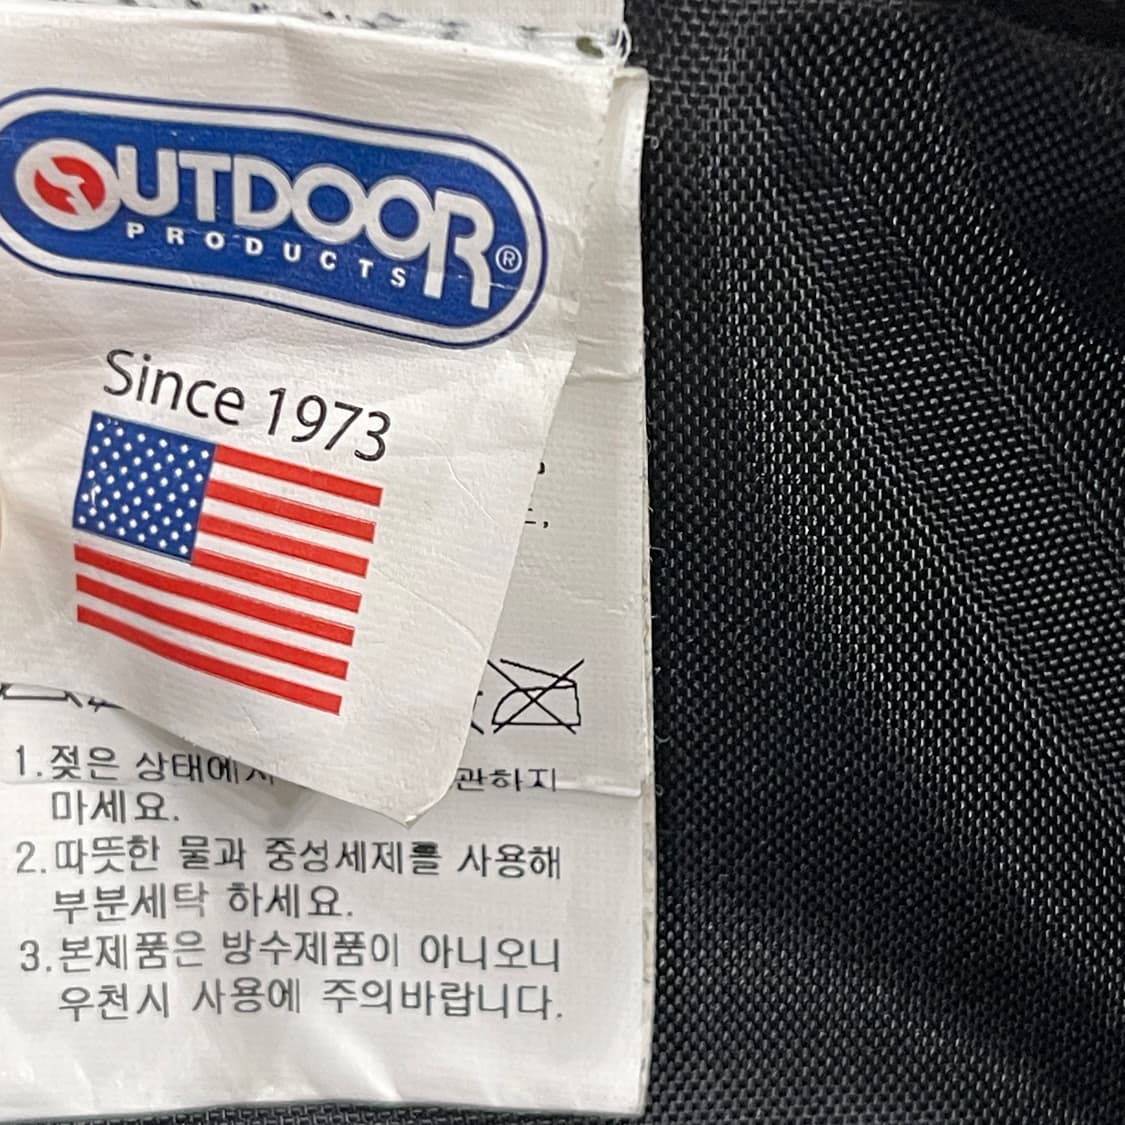 OUTDOOR
PRODUCTS ®
Since 1973
1.젖은 상태에서 관하지
마세요.
2.따뜻한 물과 중성세제를 사용해
부분세탁 하세요.
3.본제품은 방수제품이 아니오니
우천시 사용에 주의바랍니다.